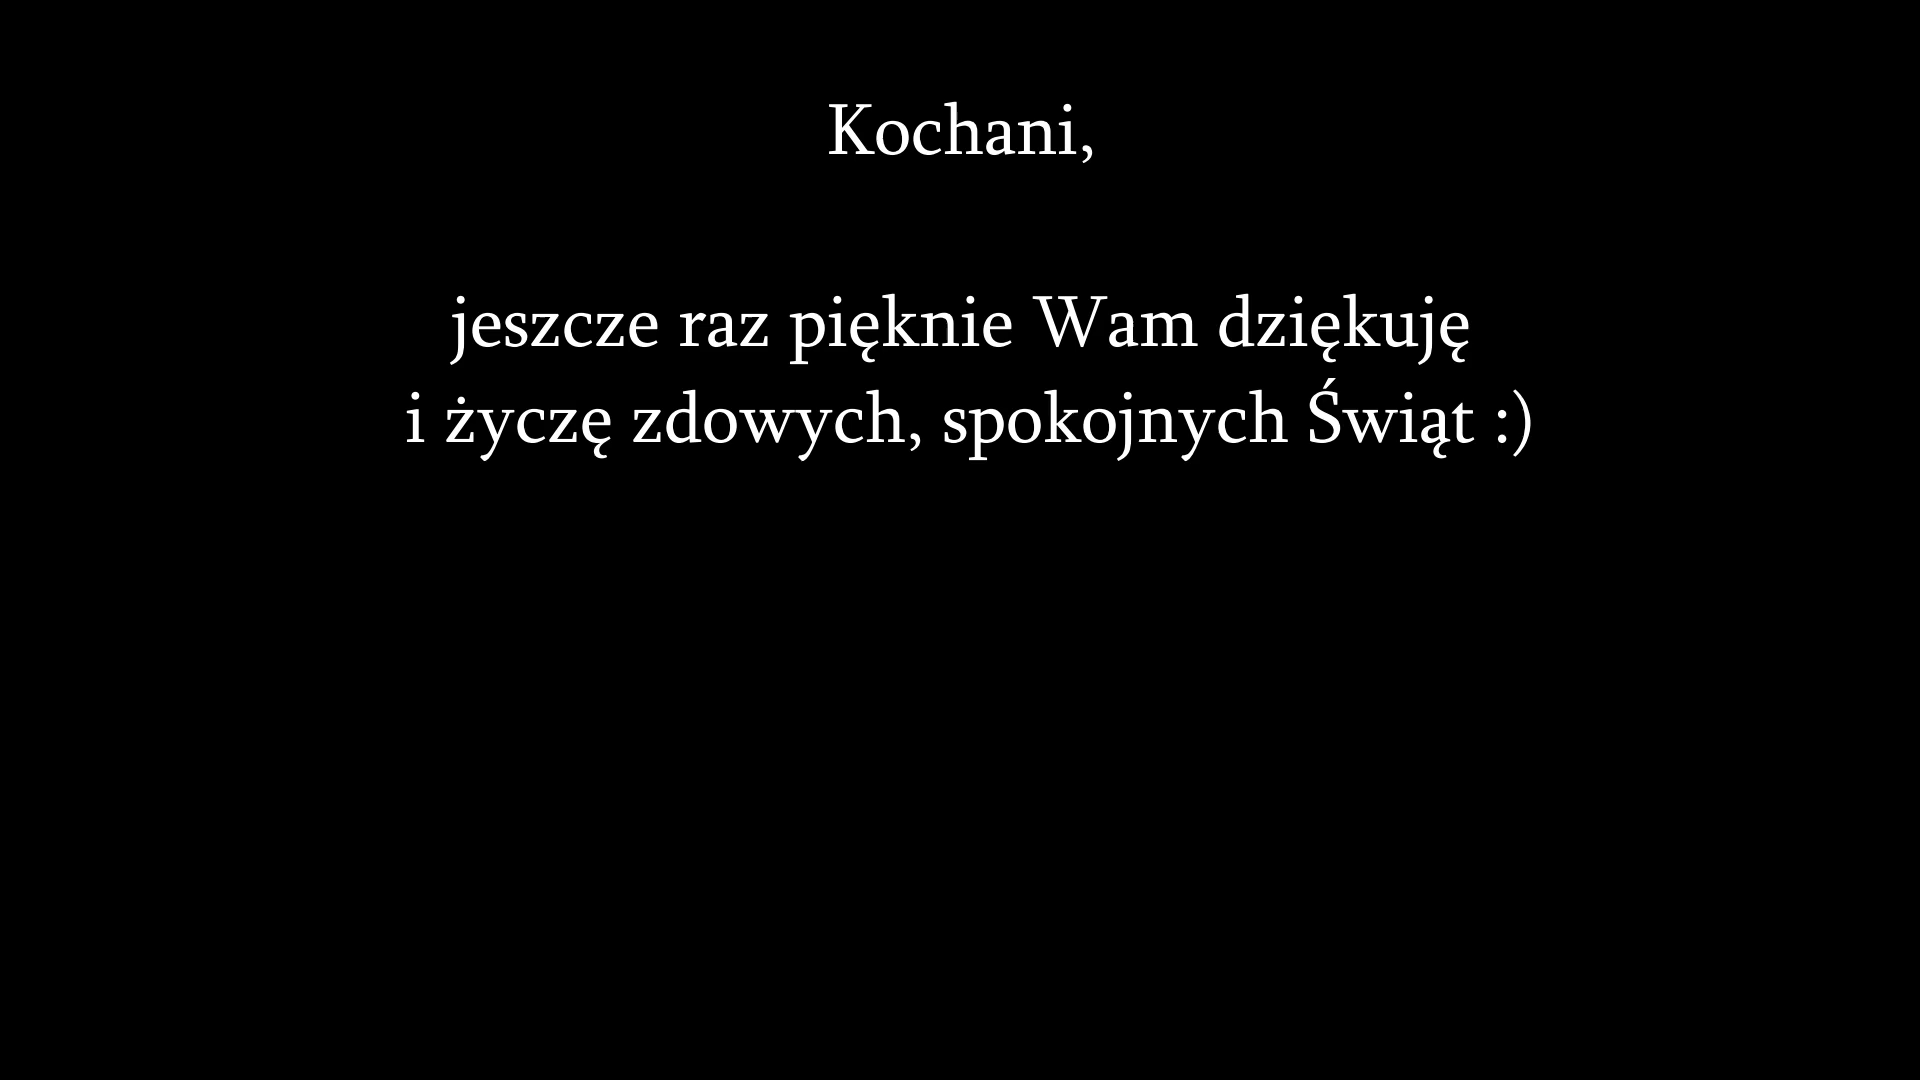 Kochani,
jeszcze raz pięknie Wam dziękuję
i życzę zdowych, spokojnych Świąt :)